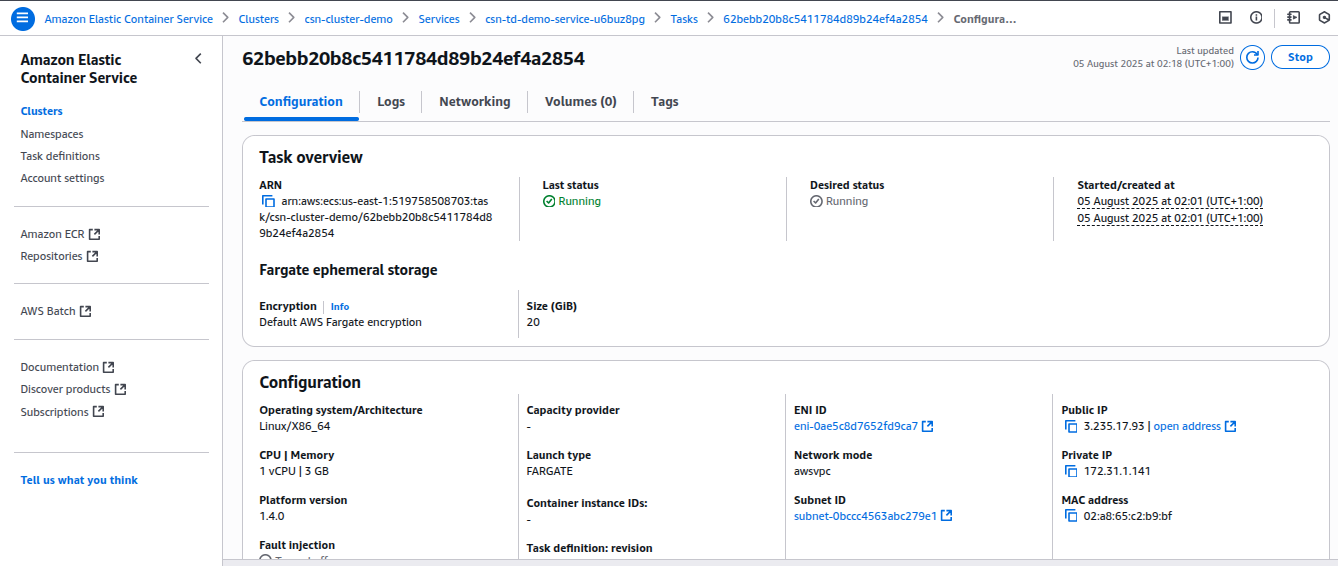 Amazon Elastic Container Service > Clusters > csn-cluster-demo > Services > csn-td-demo-service-u6buz8pg > Tasks > 62bebb20b8c5411784d89b24ef4a2854 > Configura...
Amazon Elastic
Container Service
Clusters
Namespaces
Task definitions
Account settings
Amazon ECR
Repositories
AWS Batch
Documentation
Discover products
Subscriptions
Tell us what you think
62bebb20b8c5411784d89b24ef4a2854
Last updated
05 August 2025 at 02:18 (UTC+1:00)
Stop
Configuration
Logs
Networking
Volumes (0)
Tags
Task overview
ARN
arn:aws:ecs:us-east-1:519758508703:tas
k/csn-cluster-demo/62bebb20b8c5411784d8
9b24ef4a2854
Last status
Running
Desired status
Running
Started/created at
05 August 2025 at 02:01 (UTC+1:00)
05 August 2025 at 02:01 (UTC+1:00)
Fargate ephemeral storage
Encryption | Info
Default AWS Fargate encryption
Size (GiB)
20
Configuration
Operating system/Architecture
Linux/X86_64
CPU | Memory
1 vCPU | 3 GB
Platform version
1.4.0
Fault injection
Capacity provider
-
Launch type
FARGATE
Container instance IDs:
-
Task definition: revision
ENI ID
eni-0ae5c8d7652fd9ca7
Network mode
awsvpc
Subnet ID
subnet-0bccc4563abc279e1
Public IP
3.235.17.93 | open address
Private IP
172.31.1.141
MAC address
02:a8:65:c2:b9:bf